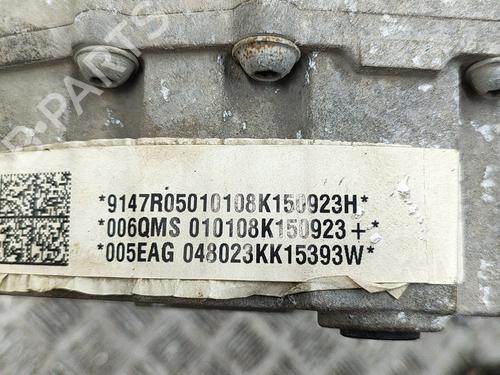 *9147R05010108K150923H*
*006QMS 010108K150923+*
*005EAG 048023KK15393W*